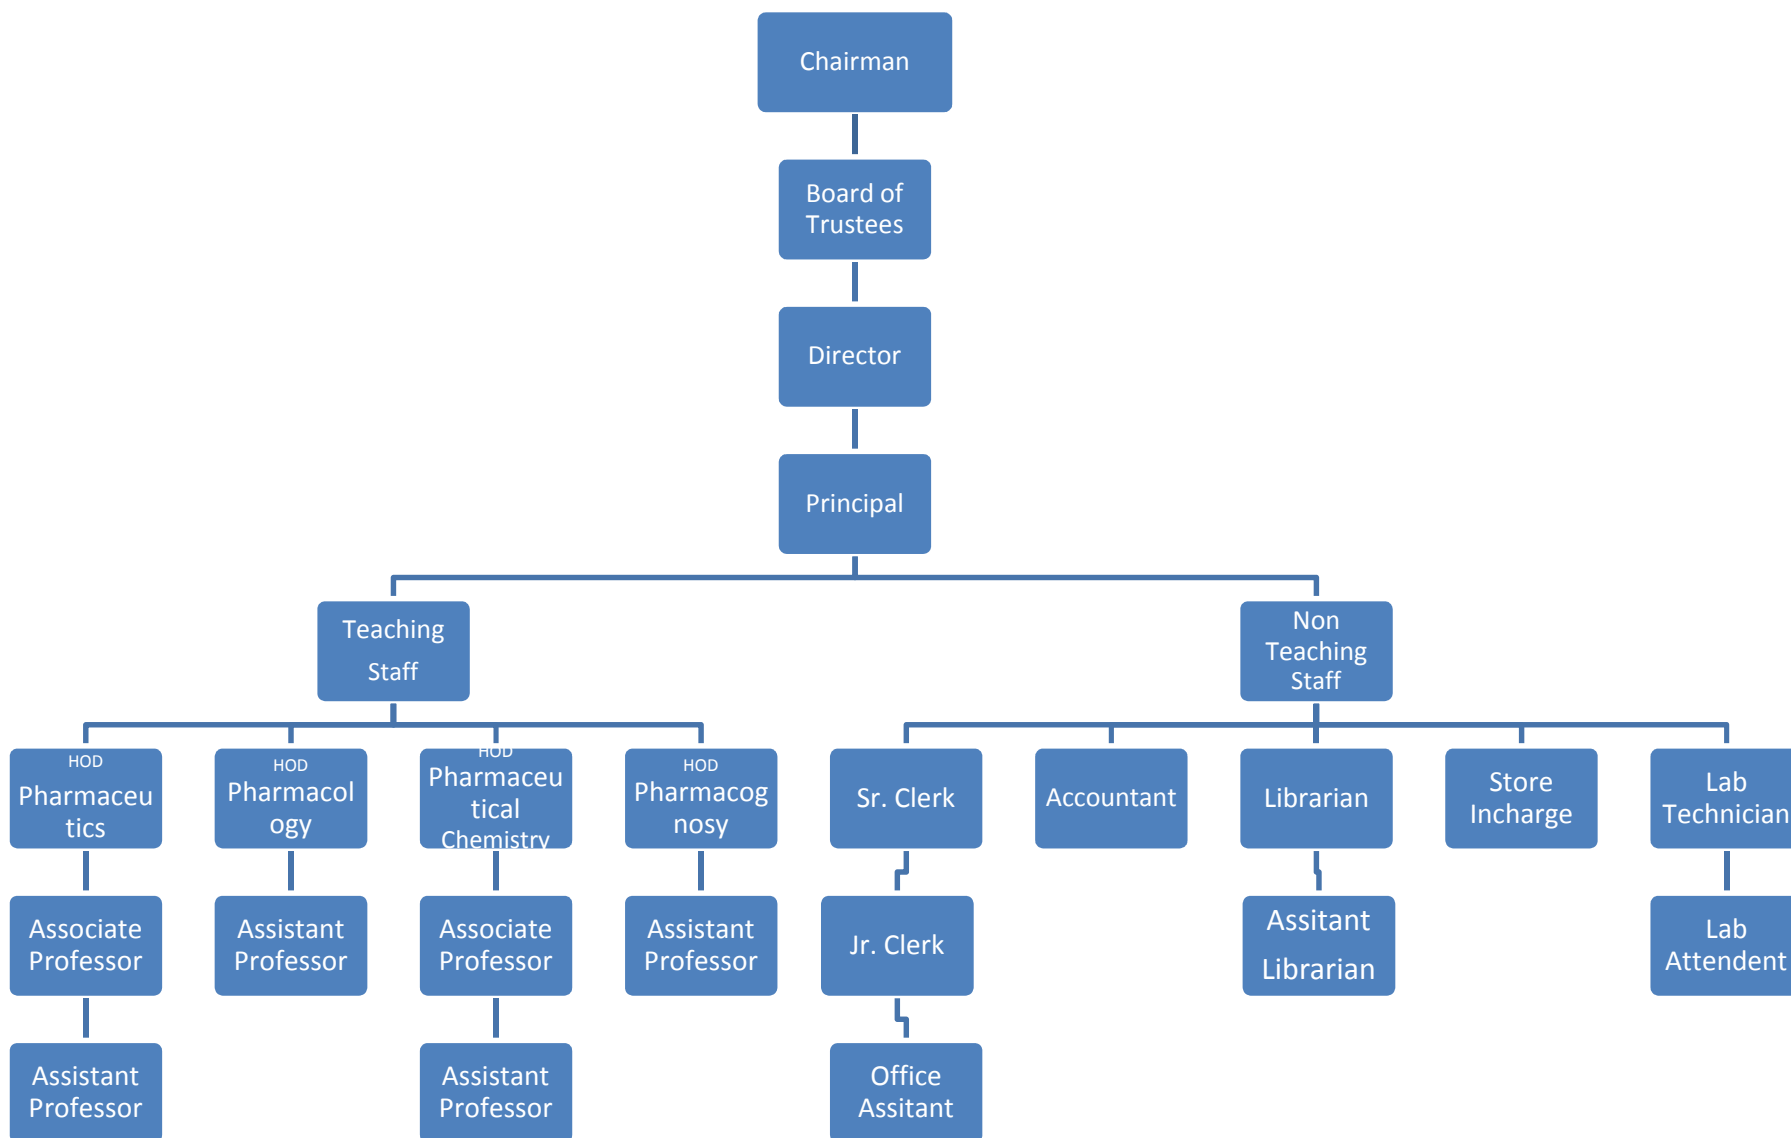 Chairman
Board of
Trustees
Director
Principal
Teaching
Staff
Non
Teaching
Staff
HOD
Pharmaceu
tics
HOD
Pharmacol
ogy
HOD
Pharmaceu
tical
Chemistry
HOD
Pharmacog
nosy
Sr. Clerk
Accountant
Librarian
Store
Incharge
Lab
Technician
Associate
Professor
Assistant
Professor
Associate
Professor
Assistant
Professor
Jr. Clerk
Assitant
Librarian
Lab
Attendent
Assistant
Professor
Assistant
Professor
Office
Assitant